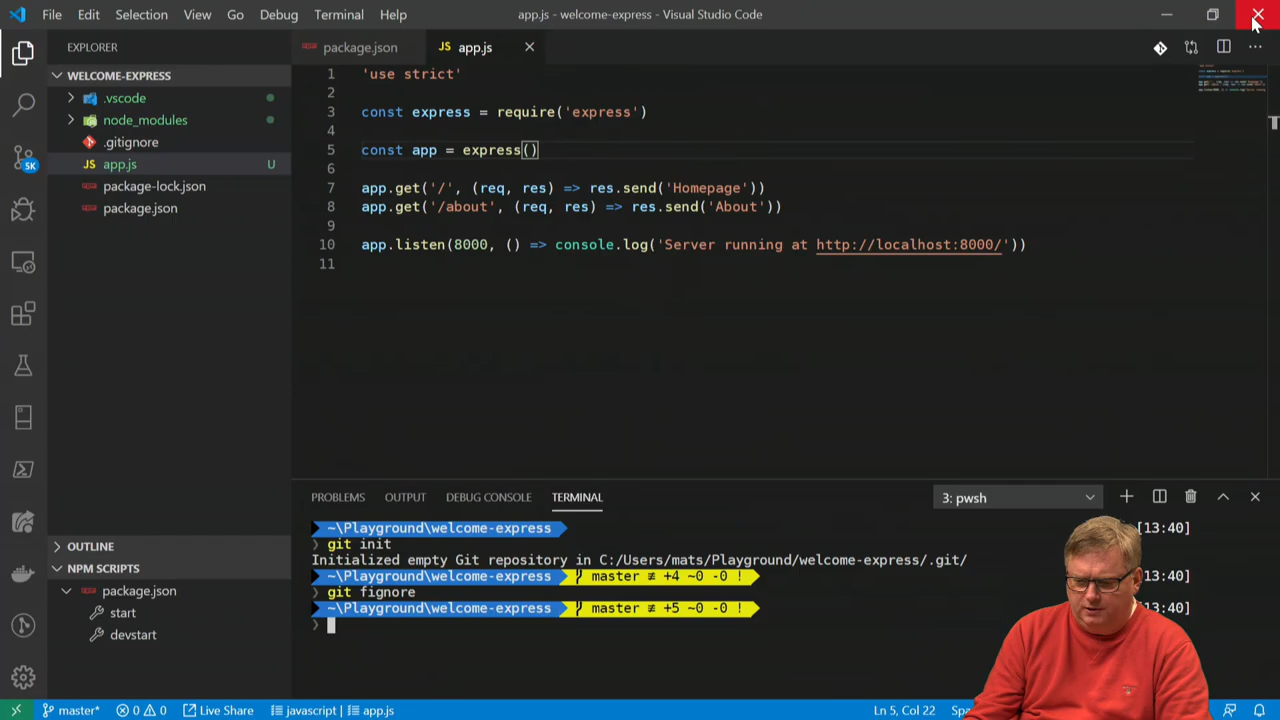 File Edit Selection View Go Debug Terminal Help app.js - welcome-express - Visual Studio Code
EXPLORER package.json JS app.js
WELCOME-EXPRESS
.vscode
node_modules
.gitignore
JS app.js U
package-lock.json
package.json
5K
1 'use strict'
2
3 const express = require('express')
4
5 const app = express()
6
7 app.get('/', (req, res) => res.send('Homepage'))
8 app.get('/about', (req, res) => res.send('About'))
9
10 app.listen(8000, () => console.log('Server running at http://localhost:8000/'))
11
OUTLINE
NPM SCRIPTS
package.json
start
devstart
PROBLEMS OUTPUT DEBUG CONSOLE TERMINAL 3: pwsh
~\Playground\welcome-express [13:40]
❯ git init
Initialized empty Git repository in C:/Users/mats/Playground/welcome-express/.git/
~\Playground\welcome-express master ≢ +4 ~0 -0 ! [13:40]
❯ git fignore
~\Playground\welcome-express master ≢ +5 ~0 -0 ! [13:40]
❯
master* 0 0 Live Share javascript | app.js Ln 5, Col 22